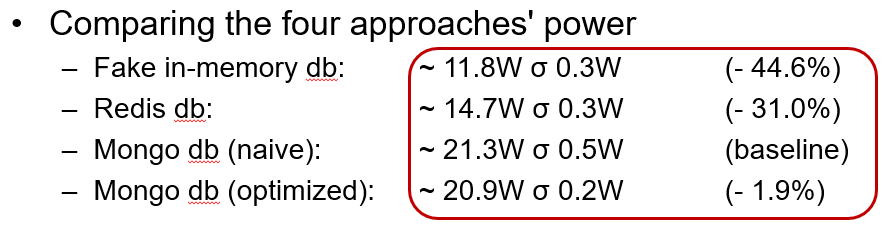 • Comparing the four approaches' power
– Fake in-memory db: ~ 11.8W σ 0.3W (- 44.6%)
– Redis db: ~ 14.7W σ 0.3W (- 31.0%)
– Mongo db (naive): ~ 21.3W σ 0.5W (baseline)
– Mongo db (optimized): ~ 20.9W σ 0.2W (- 1.9%)